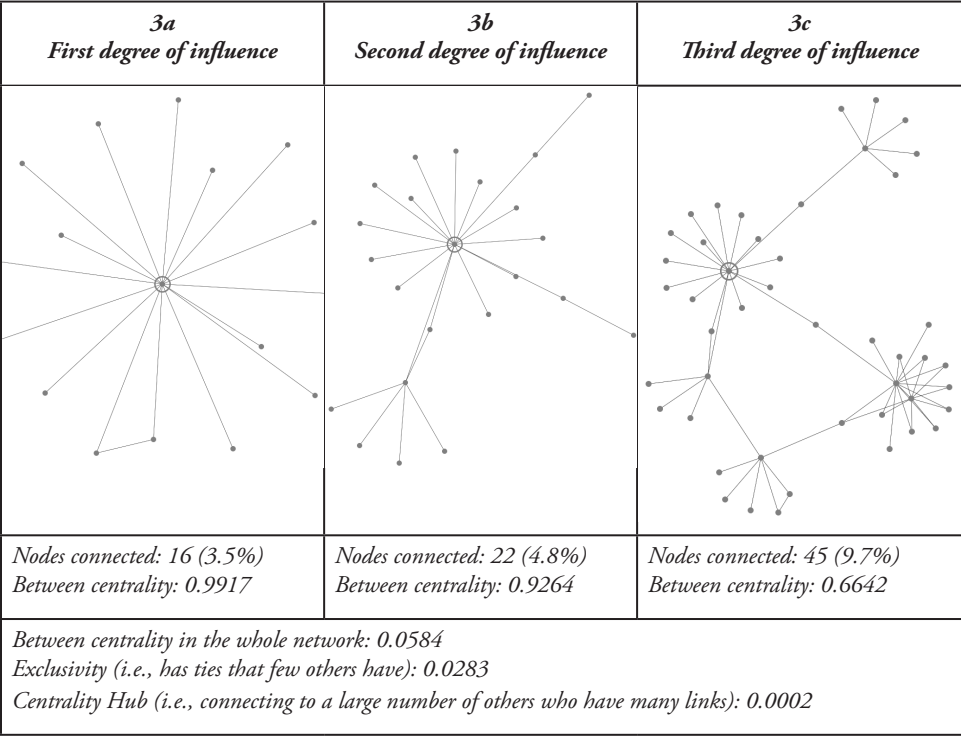 3a
First degree of influence
3b
Second degree of influence
3c
Third degree of influence
Nodes connected: 16 (3.5%)
Between centrality: 0.9917
Nodes connected: 22 (4.8%)
Between centrality: 0.9264
Nodes connected: 45 (9.7%)
Between centrality: 0.6642
Between centrality in the whole network: 0.0584
Exclusivity (i.e., has ties that few others have): 0.0283
Centrality Hub (i.e., connecting to a large number of others who have many links): 0.0002